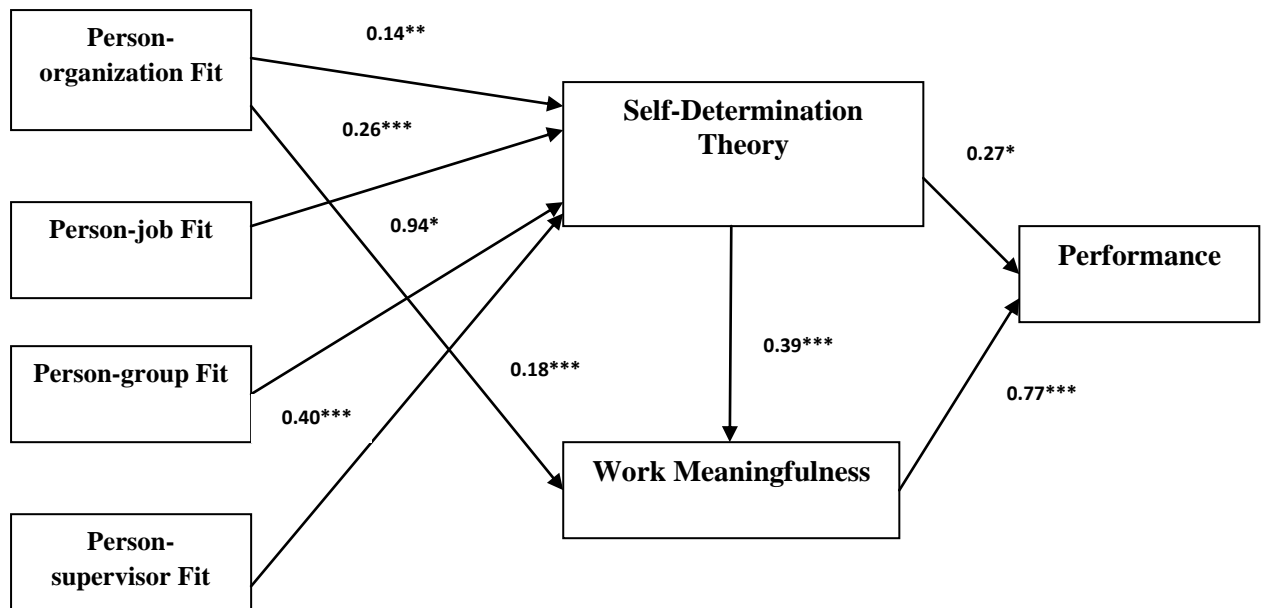 Person-
organization Fit
0.14**
Self-Determination
Theory
0.26***
0.27*
Person-job Fit
0.94*
Performance
Person-group Fit
0.39***
0.18***
0.40***
0.77***
Work Meaningfulness
Person-
supervisor Fit